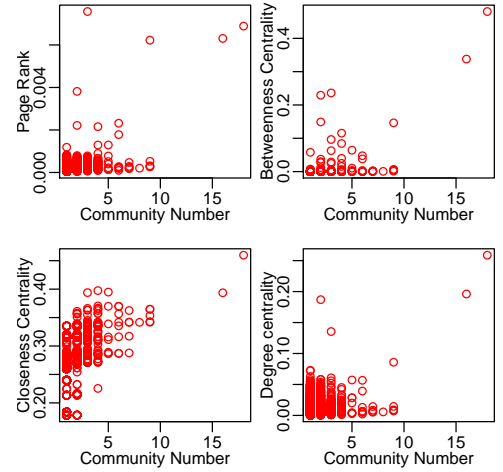 Page Rank
0.004
0.000
5
10
15
Community Number
Betweenness Centrality
0.4
0.2
0.0
5
10
15
Community Number
Closeness Centrality
0.40
0.30
0.20
5
10
15
Community Number
Degree centrality
0.20
0.10
0.00
5
10
15
Community Number